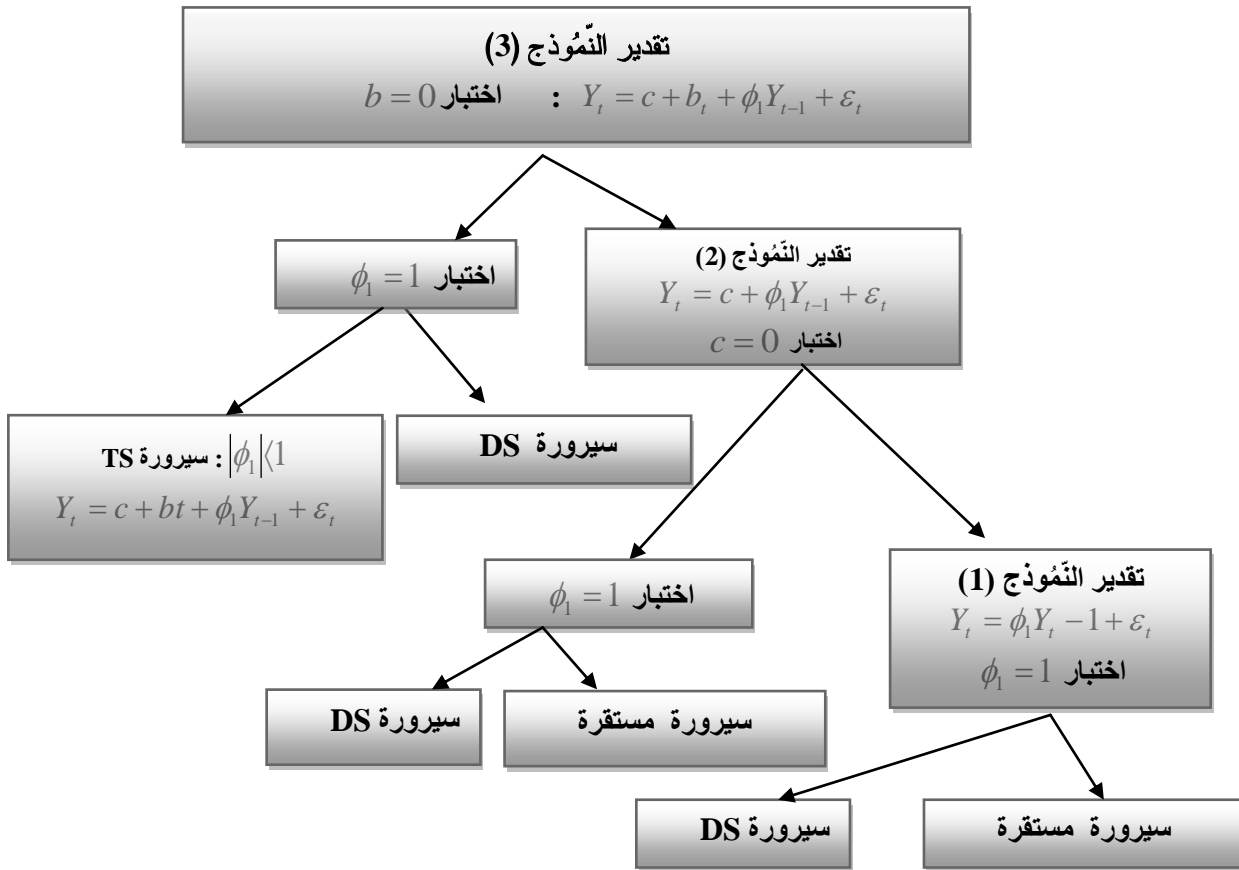 تقدير النّمُوذج (3)
اختبار b = 0 : Y_t = c + b_t + ϕ_1 Y_{t-1} + ε_t
اختبار ϕ_1 = 1
تقدير النّمُوذج (2)
Y_t = c + ϕ_1 Y_{t-1} + ε_t
اختبار c = 0
|ϕ_1|⟨1 : سيرورة TS
Y_t = c + bt + ϕ_1 Y_{t-1} + ε_t
سيرورة DS
اختبار ϕ_1 = 1
تقدير النّمُوذج (1)
Y_t = ϕ_1 Y_t − 1 + ε_t
اختبار ϕ_1 = 1
سيرورة DS
سيرورة مستقرة
سيرورة DS
سيرورة مستقرة